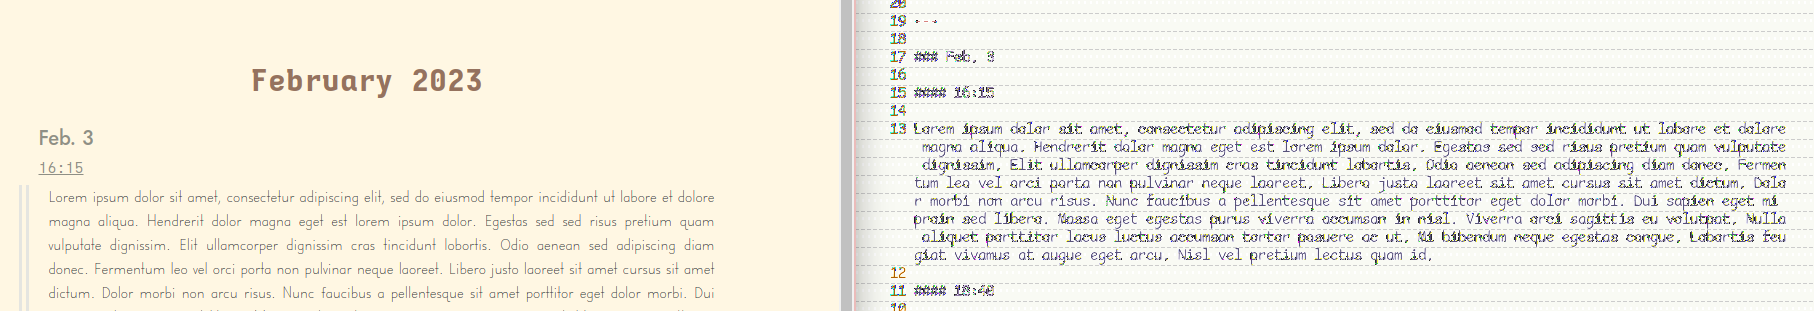 February 2023
Feb. 3
16:15
Lorem ipsum dolor sit amet, consectetur adipiscing elit, sed do eiusmod tempor incididunt ut labore et dolore
magna aliqua. Hendrerit dolor magna eget est lorem ipsum dolor. Egestas sed sed risus pretium quam
vulputate dignissim. Elit ullamcorper dignissim cras tincidunt lobortis. Odio aenean sed adipiscing diam
donec. Fermentum leo vel orci porta non pulvinar neque laoreet. Libero justo laoreet sit amet cursus sit amet
dictum. Dolor morbi non arcu risus. Nunc faucibus a pellentesque sit amet porttitor eget dolor morbi. Dui
20
19 ---
18
17 ### Feb. 3
16
15 #### 16:15
14
13 Lorem ipsum dolor sit amet, consectetur adipiscing elit, sed do eiusmod tempor incididunt ut labore et dolore
magna aliqua. Hendrerit dolor magna eget est lorem ipsum dolor. Egestas sed sed risus pretium quam vulputate
dignissim. Elit ullamcorper dignissim cras tincidunt lobortis. Odio aenean sed adipiscing diam donec. Fermen
tum leo vel orci porta non pulvinar neque laoreet. Libero justo laoreet sit amet cursus sit amet dictum. Dolo
r morbi non arcu risus. Nunc faucibus a pellentesque sit amet porttitor eget dolor morbi. Dui sapien eget mi
proin sed libero. Massa eget egestas purus viverra accumsan in nisl. Viverra orci sagittis eu volutpat. Nulla
aliquet porttitor lacus luctus accumsan tortor posuere ac ut. Mi bibendum neque egestas congue. Lobortis feu
giat vivamus at augue eget arcu. Nisl vel pretium lectus quam id.
12
11 ####
10